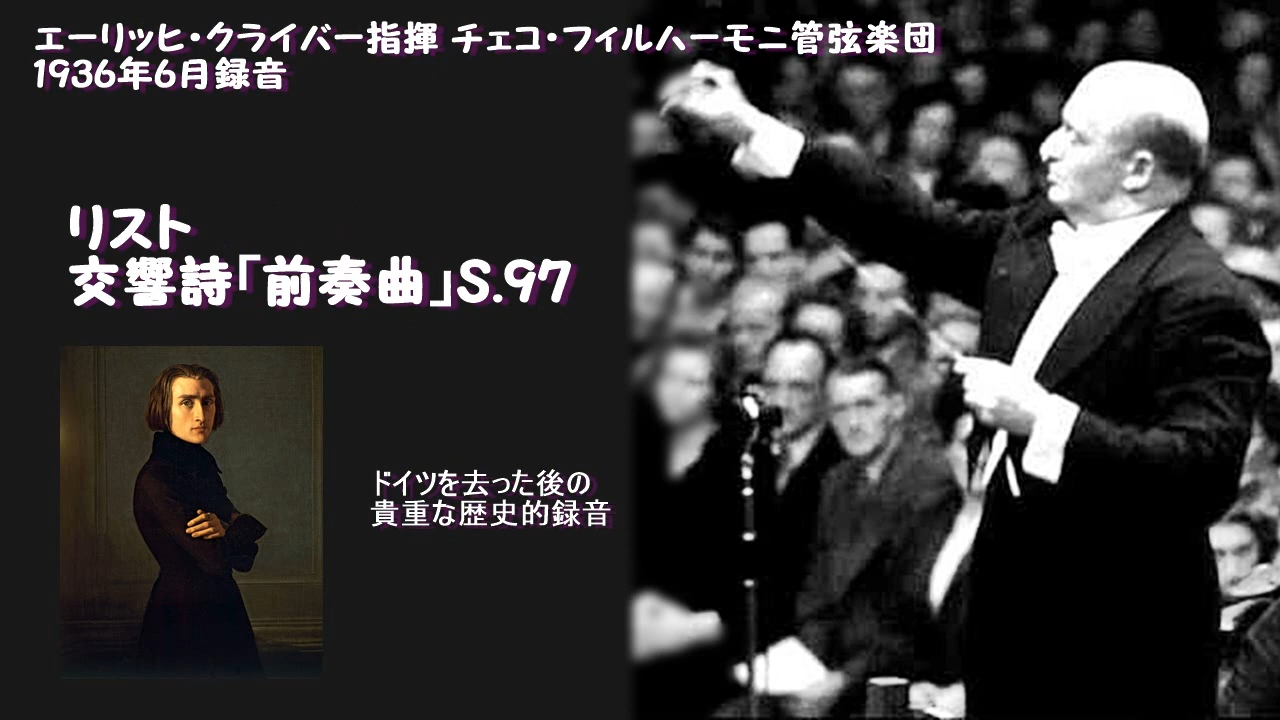 エーリッヒ・クライバー指揮 チェコ・フィルハーモニ管弦楽団
1936年6月録音
リスト
交響詩「前奏曲」S.97
ドイツを去った後の
貴重な歴史的録音